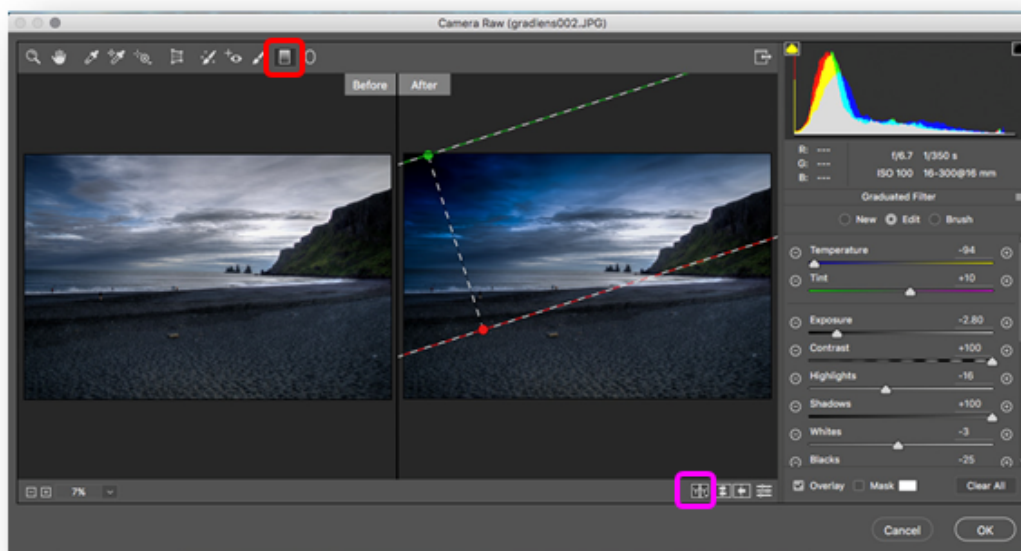 Camera Raw (gradiens002.JPG)
Before After
R: ---
G: ---
B: ---
f/6.7 1/350 s
ISO 100 16-300@16 mm
Graduated Filter
New Edit Brush
Temperature -94
Tint +10
Exposure -2.80
Contrast +100
Highlights -16
Shadows +100
Whites -3
Blacks -25
7%
Y Y
Overlay Mask Clear All
Cancel OK